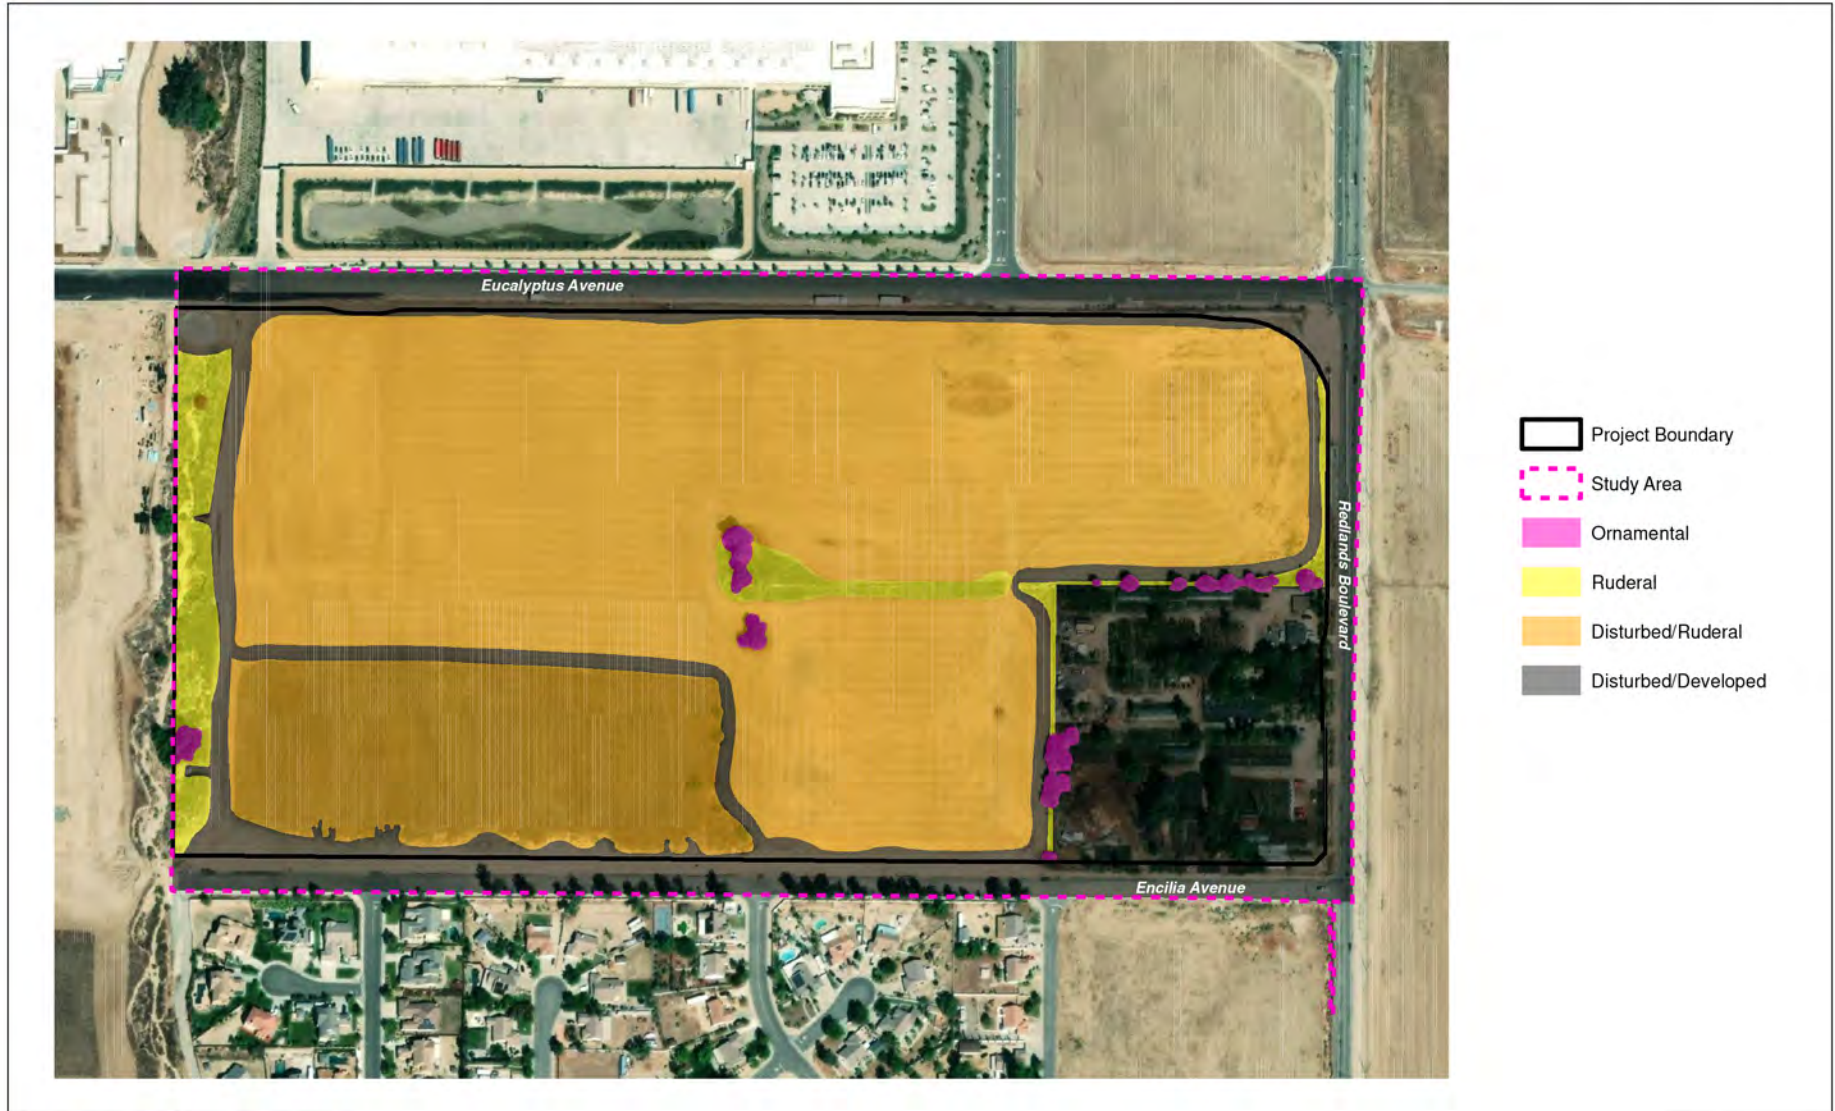 Eucalyptus Avenue
Redlands Boulevard
Encilia Avenue
Project Boundary
Study Area
Ornamental
Ruderal
Disturbed/Ruderal
Disturbed/Developed